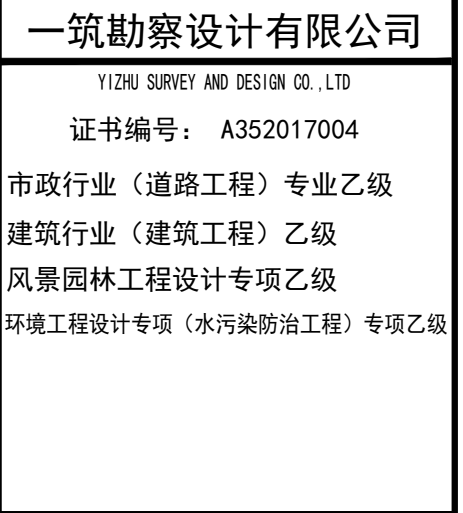 一筑勘察设计有限公司
YIZHU SURVEY AND DESIGN CO.,LTD
证书编号： A352017004
市政行业（道路工程）专业乙级
建筑行业（建筑工程）乙级
风景园林工程设计专项乙级
环境工程设计专项（水污染防治工程）专项乙级